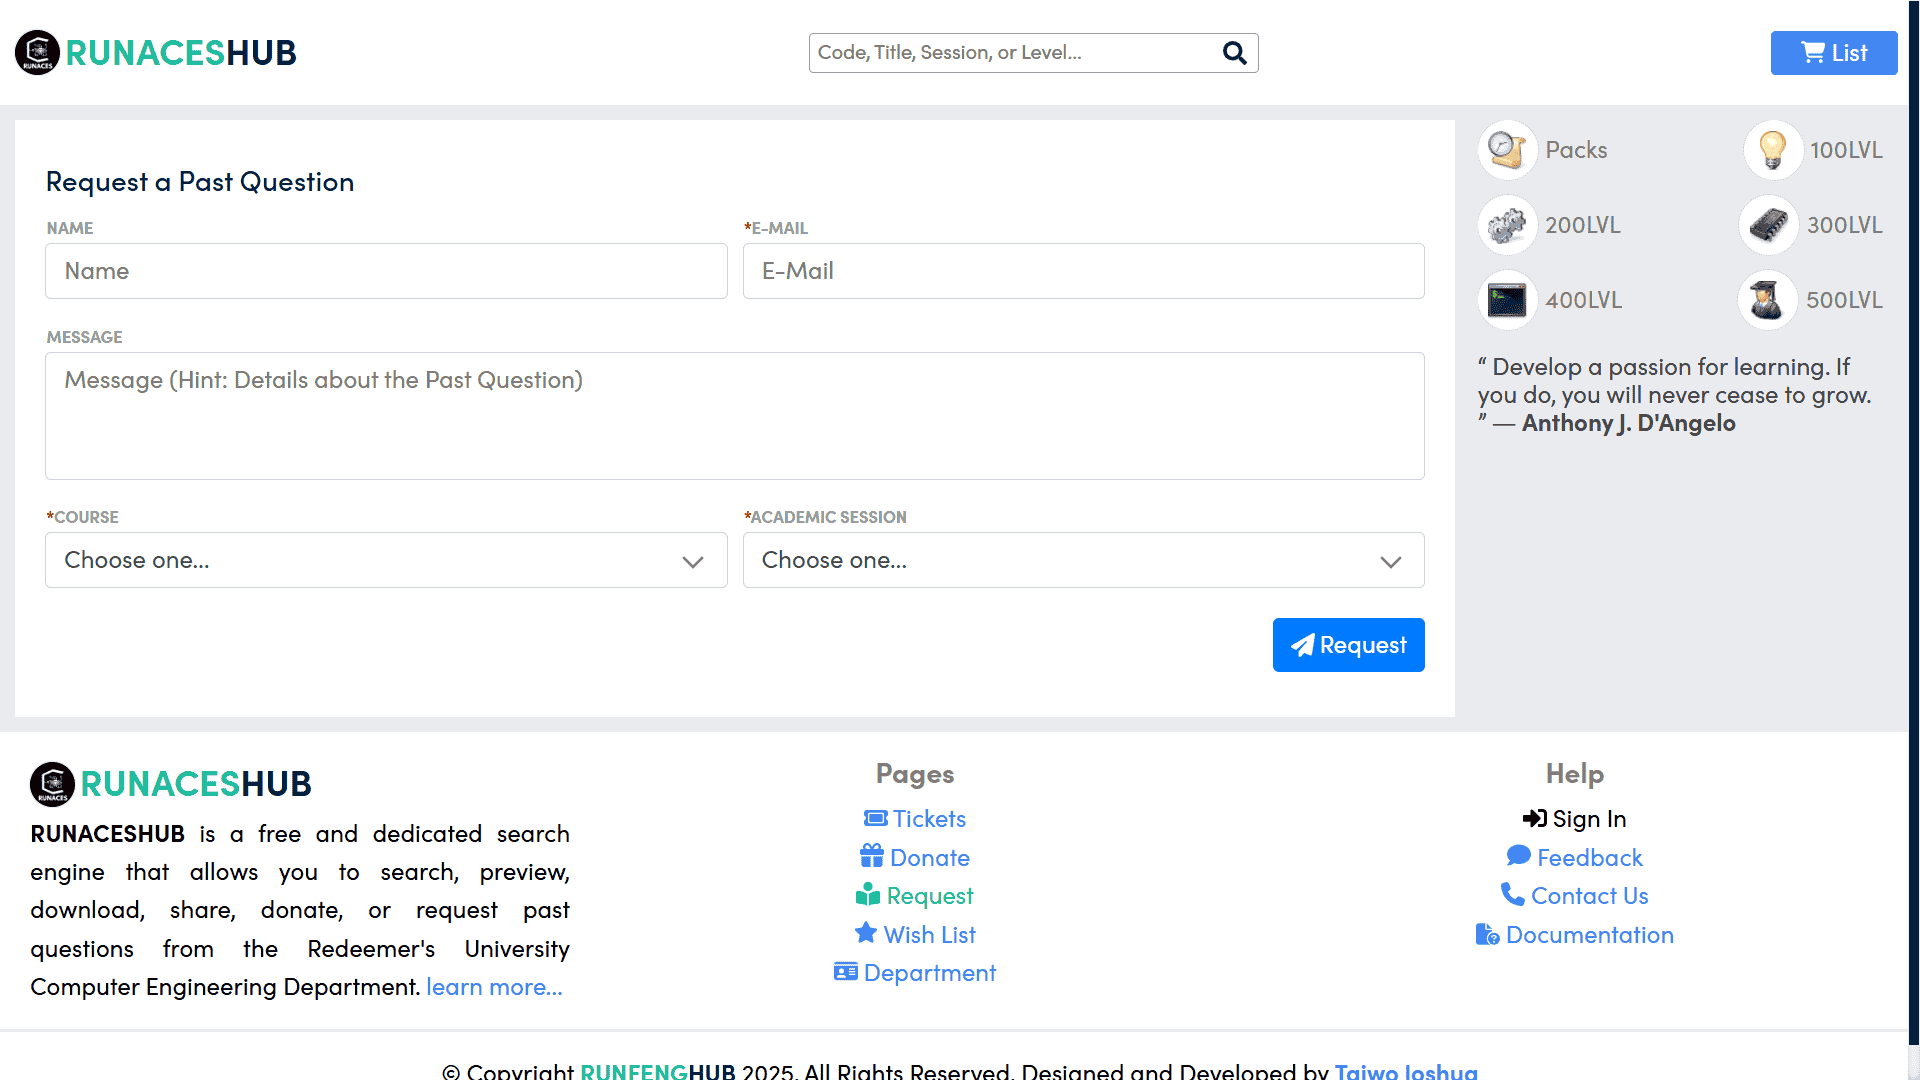 RUNACESHUB
Code, Title, Session, or Level...
List
Request a Past Question
NAME
*E-MAIL
Name
E-Mail
MESSAGE
Message (Hint: Details about the Past Question)
*COURSE
*ACADEMIC SESSION
Choose one...
Choose one...
Request
Packs
100LVL
200LVL
300LVL
400LVL
500LVL
“ Develop a passion for learning. If
you do, you will never cease to grow.
” — Anthony J. D'Angelo
RUNACES
RUNACESHUB
RUNACESHUB is a free and dedicated search
engine that allows you to search, preview,
download, share, donate, or request past
questions from the Redeemer's University
Computer Engineering Department. learn more...
Pages
Tickets
Donate
Request
Wish List
Department
Help
Sign In
Feedback
Contact Us
Documentation
© Copyright RUNFENGHUB 2025. All Rights Reserved. Designed and Developed by Taiwo Joshua